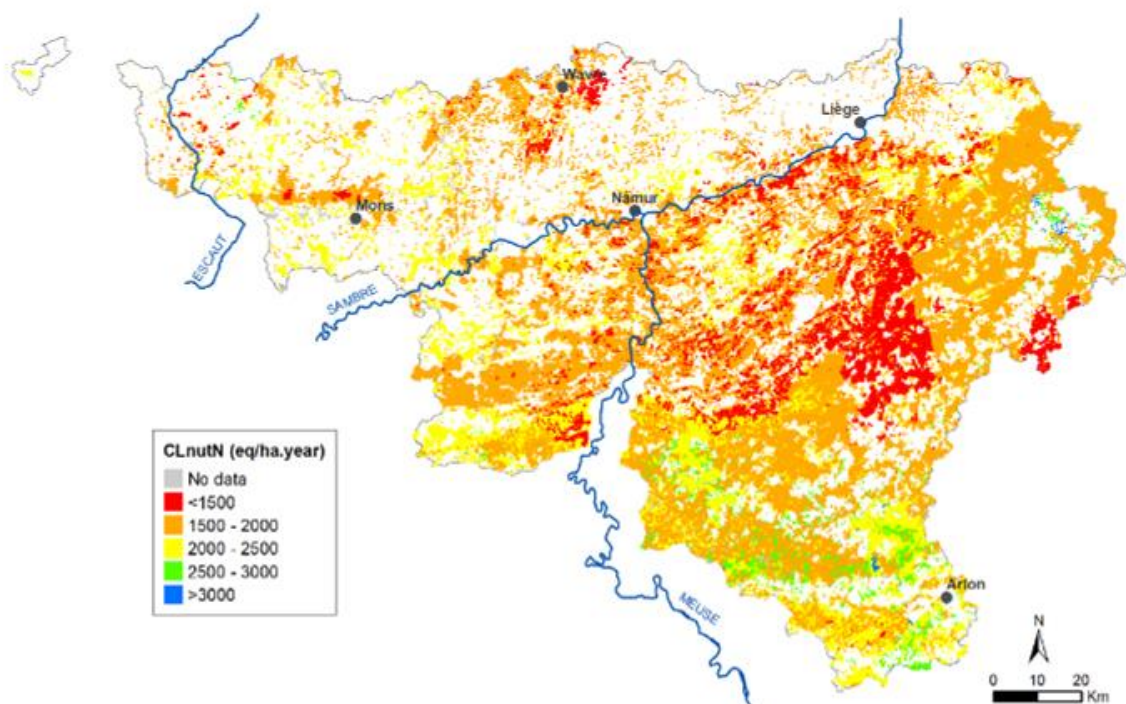 Wavre
Liège
Namur
Mons
ESCAUT
SAMBRE
CLnutN (eq/ha.year)
No data
<1500
1500 - 2000
2000 - 2500
2500 - 3000
>3000
Arlon
MEUSE
N
0 10 20
Km